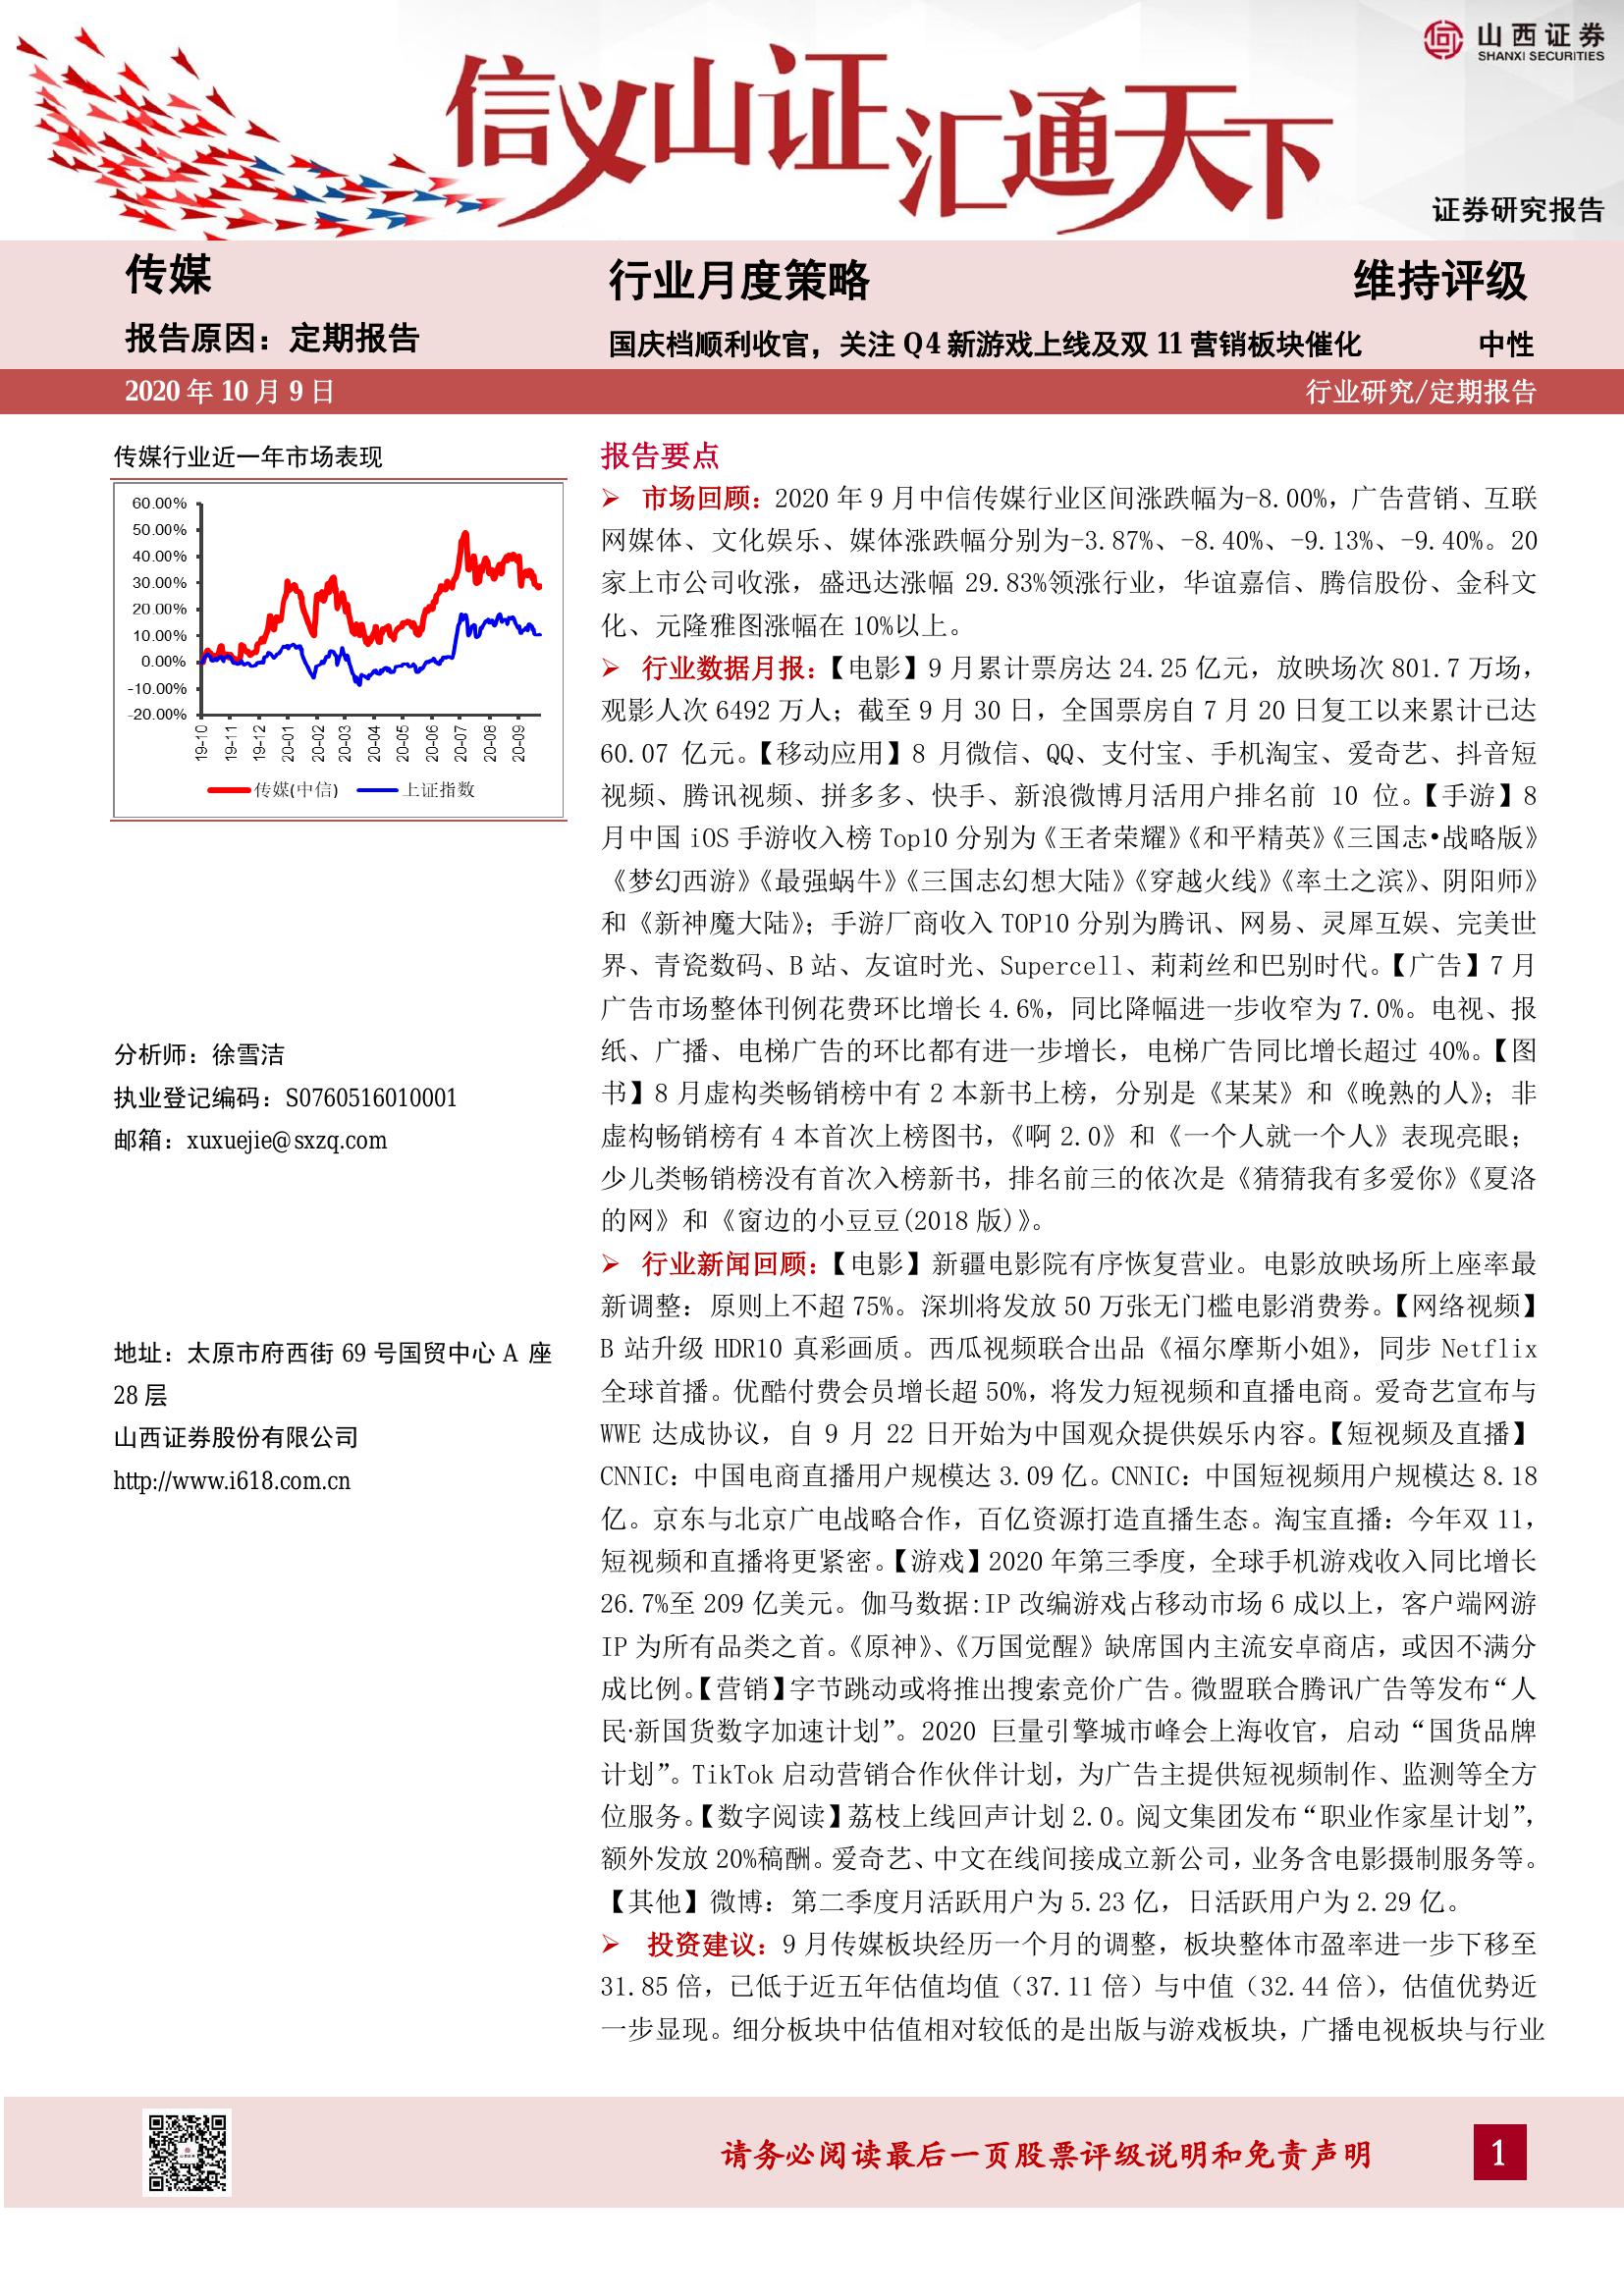 山西证券
SHANXI SECURITIES
信义山证汇通天下
证券研究报告
传媒
行业月度策略
维持评级
报告原因：定期报告
国庆档顺利收官，关注 Q4 新游戏上线及双 11 营销板块催化
中性
2020 年 10 月 9 日
行业研究/定期报告
传媒行业近一年市场表现
60.00%
50.00%
40.00%
30.00%
20.00%
10.00%
0.00%
-10.00%
-20.00%
19-10
19-11
19-12
20-01
20-02
20-03
20-04
20-05
20-06
20-07
20-08
20-09
传媒(中信)
上证指数
分析师：徐雪洁
执业登记编码：S0760516010001
邮箱：xuxuejie@sxzq.com
地址：太原市府西街 69 号国贸中心 A 座
28 层
山西证券股份有限公司
http://www.i618.com.cn
报告要点
➢ 市场回顾：2020 年 9 月中信传媒行业区间涨跌幅为-8.00%，广告营销、互联
网媒体、文化娱乐、媒体涨跌幅分别为-3.87%、-8.40%、-9.13%、-9.40%。20
家上市公司收涨，盛迅达涨幅 29.83%领涨行业，华谊嘉信、腾信股份、金科文
化、元隆雅图涨幅在 10%以上。
➢ 行业数据月报：【电影】9 月累计票房达 24.25 亿元，放映场次 801.7 万场，
观影人次 6492 万人；截至 9 月 30 日，全国票房自 7 月 20 日复工以来累计已达
60.07 亿元。【移动应用】8 月微信、QQ、支付宝、手机淘宝、爱奇艺、抖音短
视频、腾讯视频、拼多多、快手、新浪微博月活用户排名前 10 位。【手游】8
月中国 iOS 手游收入榜 Top10 分别为《王者荣耀》《和平精英》《三国志•战略版》
《梦幻西游》《最强蜗牛》《三国志幻想大陆》《穿越火线》《率土之滨》、阴阳师》
和《新神魔大陆》；手游厂商收入 TOP10 分别为腾讯、网易、灵犀互娱、完美世
界、青瓷数码、B 站、友谊时光、Supercell、莉莉丝和巴别时代。【广告】7 月
广告市场整体刊例花费环比增长 4.6%，同比降幅进一步收窄为 7.0%。电视、报
纸、广播、电梯广告的环比都有进一步增长，电梯广告同比增长超过 40%。【图
书】8 月虚构类畅销榜中有 2 本新书上榜，分别是《某某》和《晚熟的人》；非
虚构畅销榜有 4 本首次上榜图书，《啊 2.0》和《一个人就一个人》表现亮眼；
少儿类畅销榜没有首次入榜新书，排名前三的依次是《猜猜我有多爱你》《夏洛
的网》和《窗边的小豆豆(2018 版)》。
➢ 行业新闻回顾：【电影】新疆电影院有序恢复营业。电影放映场所上座率最
新调整：原则上不超 75%。深圳将发放 50 万张无门槛电影消费券。【网络视频】
B 站升级 HDR10 真彩画质。西瓜视频联合出品《福尔摩斯小姐》，同步 Netflix
全球首播。优酷付费会员增长超 50%，将发力短视频和直播电商。爱奇艺宣布与
WWE 达成协议，自 9 月 22 日开始为中国观众提供娱乐内容。【短视频及直播】
CNNIC：中国电商直播用户规模达 3.09 亿。CNNIC：中国短视频用户规模达 8.18
亿。京东与北京广电战略合作，百亿资源打造直播生态。淘宝直播：今年双 11，
短视频和直播将更紧密。【游戏】2020 年第三季度，全球手机游戏收入同比增长
26.7%至 209 亿美元。伽马数据:IP 改编游戏占移动市场 6 成以上，客户端网游
IP 为所有品类之首。《原神》、《万国觉醒》缺席国内主流安卓商店，或因不满分
成比例。【营销】字节跳动或将推出搜索竞价广告。微盟联合腾讯广告等发布“人
民·新国货数字加速计划”。2020 巨量引擎城市峰会上海收官，启动“国货品牌
计划”。TikTok 启动营销合作伙伴计划，为广告主提供短视频制作、监测等全方
位服务。【数字阅读】荔枝上线回声计划 2.0。阅文集团发布“职业作家星计划”，
额外发放 20%稿酬。爱奇艺、中文在线间接成立新公司，业务含电影摄制服务等。
【其他】微博：第二季度月活跃用户为 5.23 亿，日活跃用户为 2.29 亿。
➢ 投资建议：9 月传媒板块经历一个月的调整，板块整体市盈率进一步下移至
31.85 倍，已低于近五年估值均值（37.11 倍）与中值（32.44 倍），估值优势近
一步显现。细分板块中估值相对较低的是出版与游戏板块，广播电视板块与行业
请务必阅读最后一页股票评级说明和免责声明
1